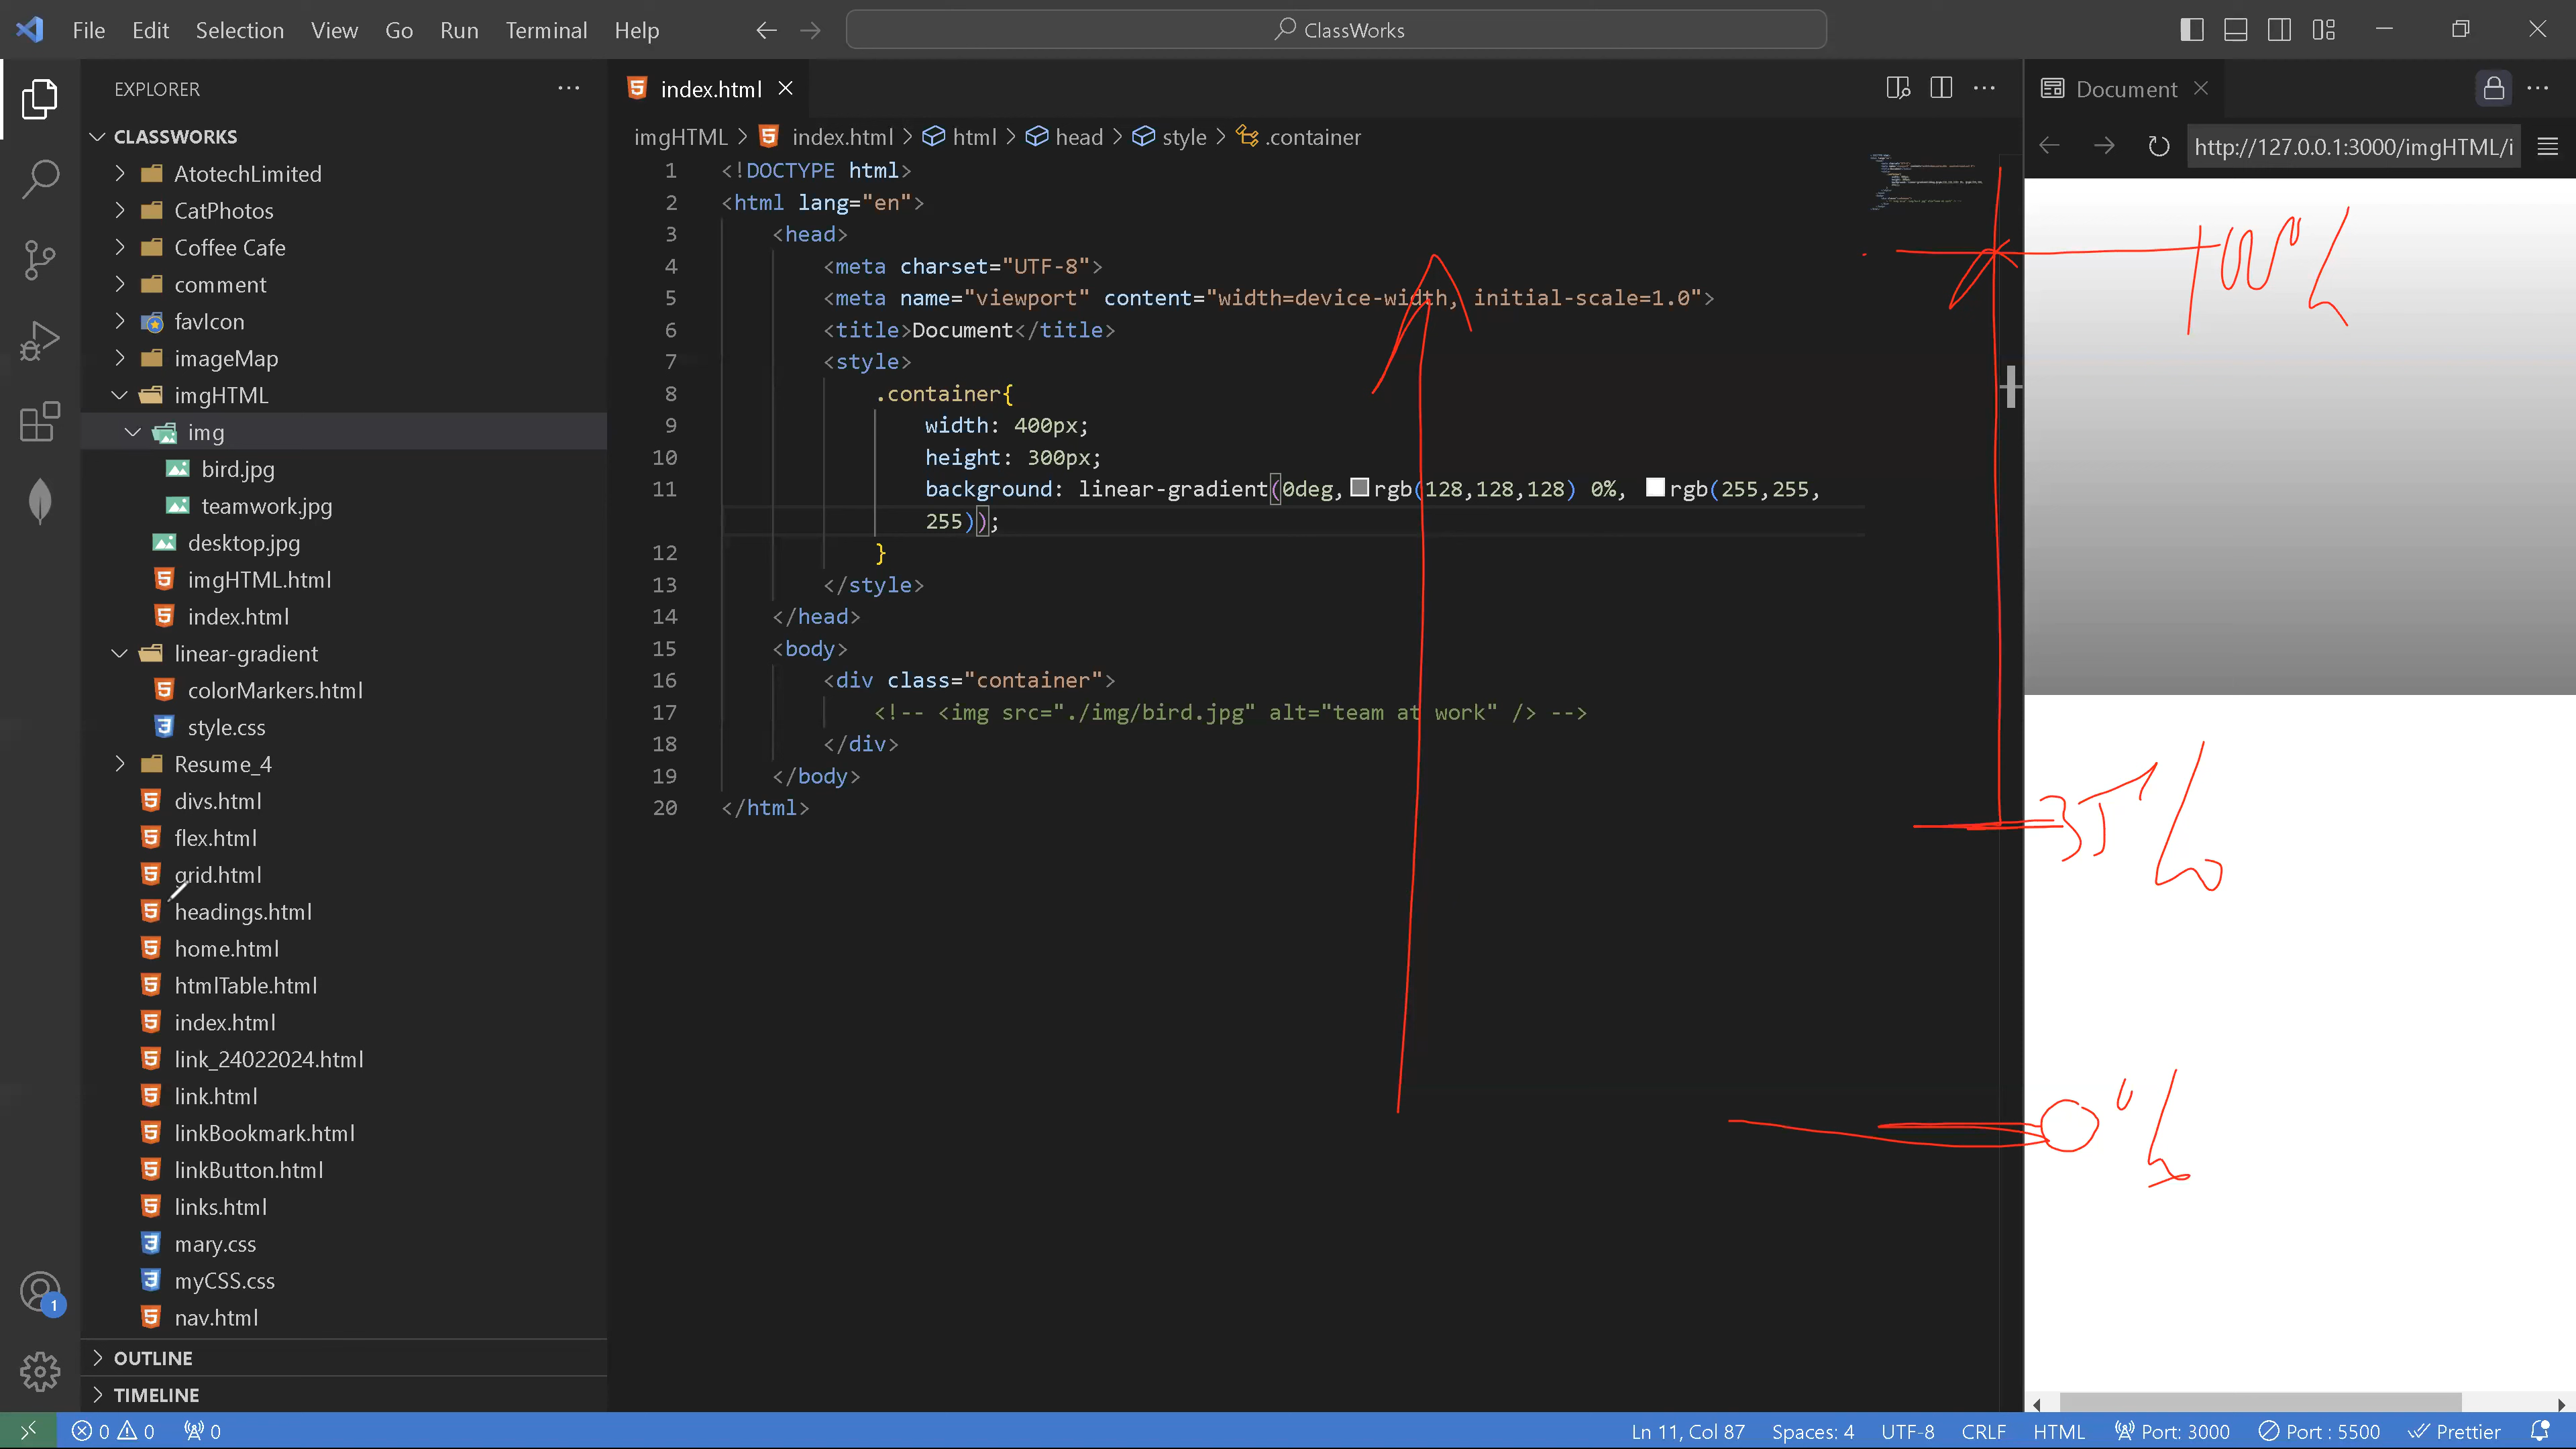 File Edit Selection View Go Run Terminal Help
ClassWorks
EXPLORER
CLASSWORKS
AtotechLimited
CatPhotos
Coffee Cafe
comment
favIcon
imageMap
imgHTML
img
bird.jpg
teamwork.jpg
desktop.jpg
imgHTML.html
index.html
linear-gradient
colorMarkers.html
style.css
Resume_4
divs.html
flex.html
grid.html
headings.html
home.html
htmlTable.html
index.html
link_24022024.html
link.html
linkBookmark.html
linkButton.html
links.html
mary.css
myCSS.css
nav.html
OUTLINE
TIMELINE
index.html
imgHTML > index.html > html > head > style > .container
1 <!DOCTYPE html>
2 <html lang="en">
3 <head>
4 <meta charset="UTF-8">
5 <meta name="viewport" content="width=device-width, initial-scale=1.0">
6 <title>Document</title>
7 <style>
8 .container{
9 width: 400px;
10 height: 300px;
11 background: linear-gradient(0deg, rgb(128,128,128) 0%, rgb(255,255,
255));
12 }
13 </style>
14 </head>
15 <body>
16 <div class="container">
17 <!-- <img src="./img/bird.jpg" alt="team at work" /> -->
18 </div>
19 </body>
20 </html>
Document
http://127.0.0.1:3000/imgHTML/i
100%
35%
0%
1
0 0 0
Ln 11, Col 87 Spaces: 4 UTF-8 CRLF HTML Port: 3000 Port : 5500 Prettier